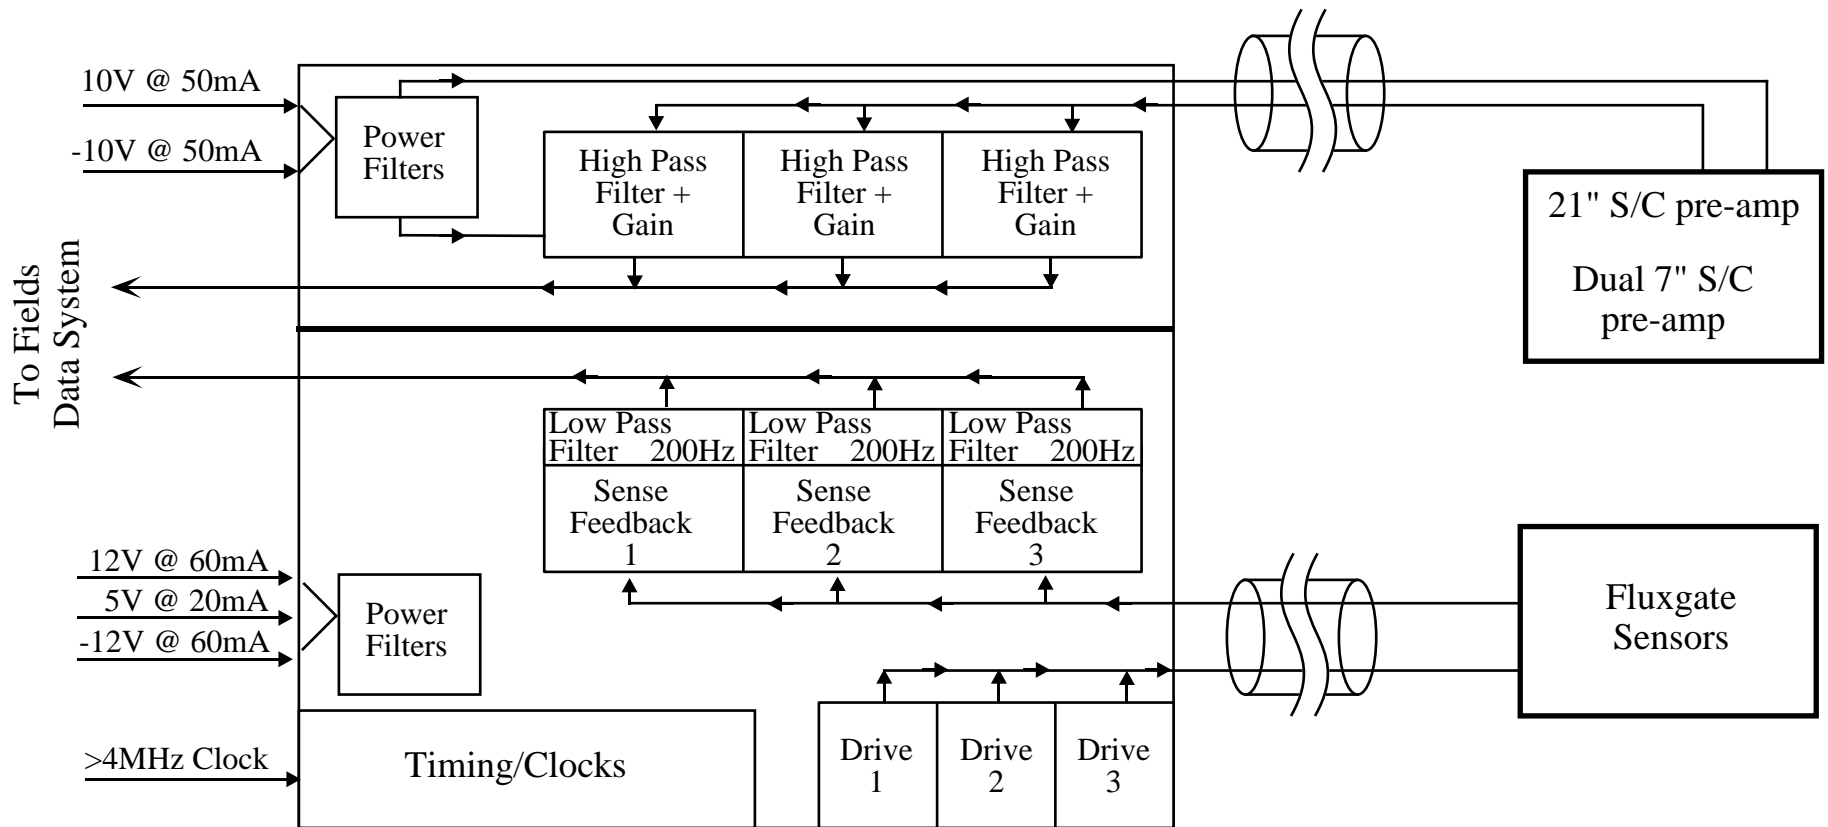 10V @ 50mA
-10V @ 50mA
Power
Filters
High Pass
Filter +
Gain
High Pass
Filter +
Gain
High Pass
Filter +
Gain
21" S/C pre-amp
Dual 7" S/C
pre-amp
To Fields
Data System
Low Pass
Filter 200Hz
Low Pass
Filter 200Hz
Low Pass
Filter 200Hz
Sense
Feedback
1
Sense
Feedback
2
Sense
Feedback
3
12V @ 60mA
5V @ 20mA
-12V @ 60mA
Power
Filters
Fluxgate
Sensors
>4MHz Clock
Timing/Clocks
Drive
1
Drive
2
Drive
3